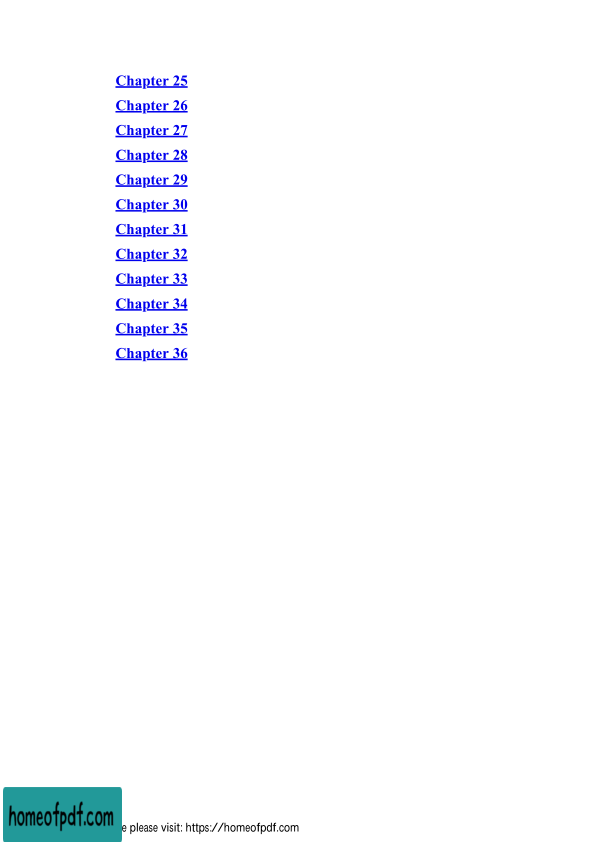 Chapter 25
Chapter 26
Chapter 27
Chapter 28
Chapter 29
Chapter 30
Chapter 31
Chapter 32
Chapter 33
Chapter 34
Chapter 35
Chapter 36
homeofpdf.com
please visit: https://homeofpdf.com